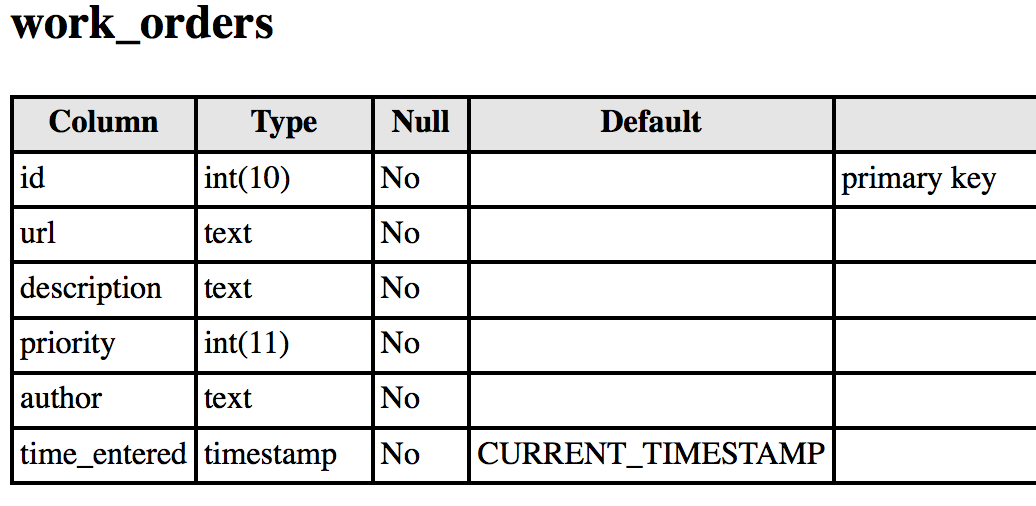 work_orders
Column Type Null Default
id int(10) No primary key
url text No
description text No
priority int(11) No
author text No
time_entered timestamp No CURRENT_TIMESTAMP